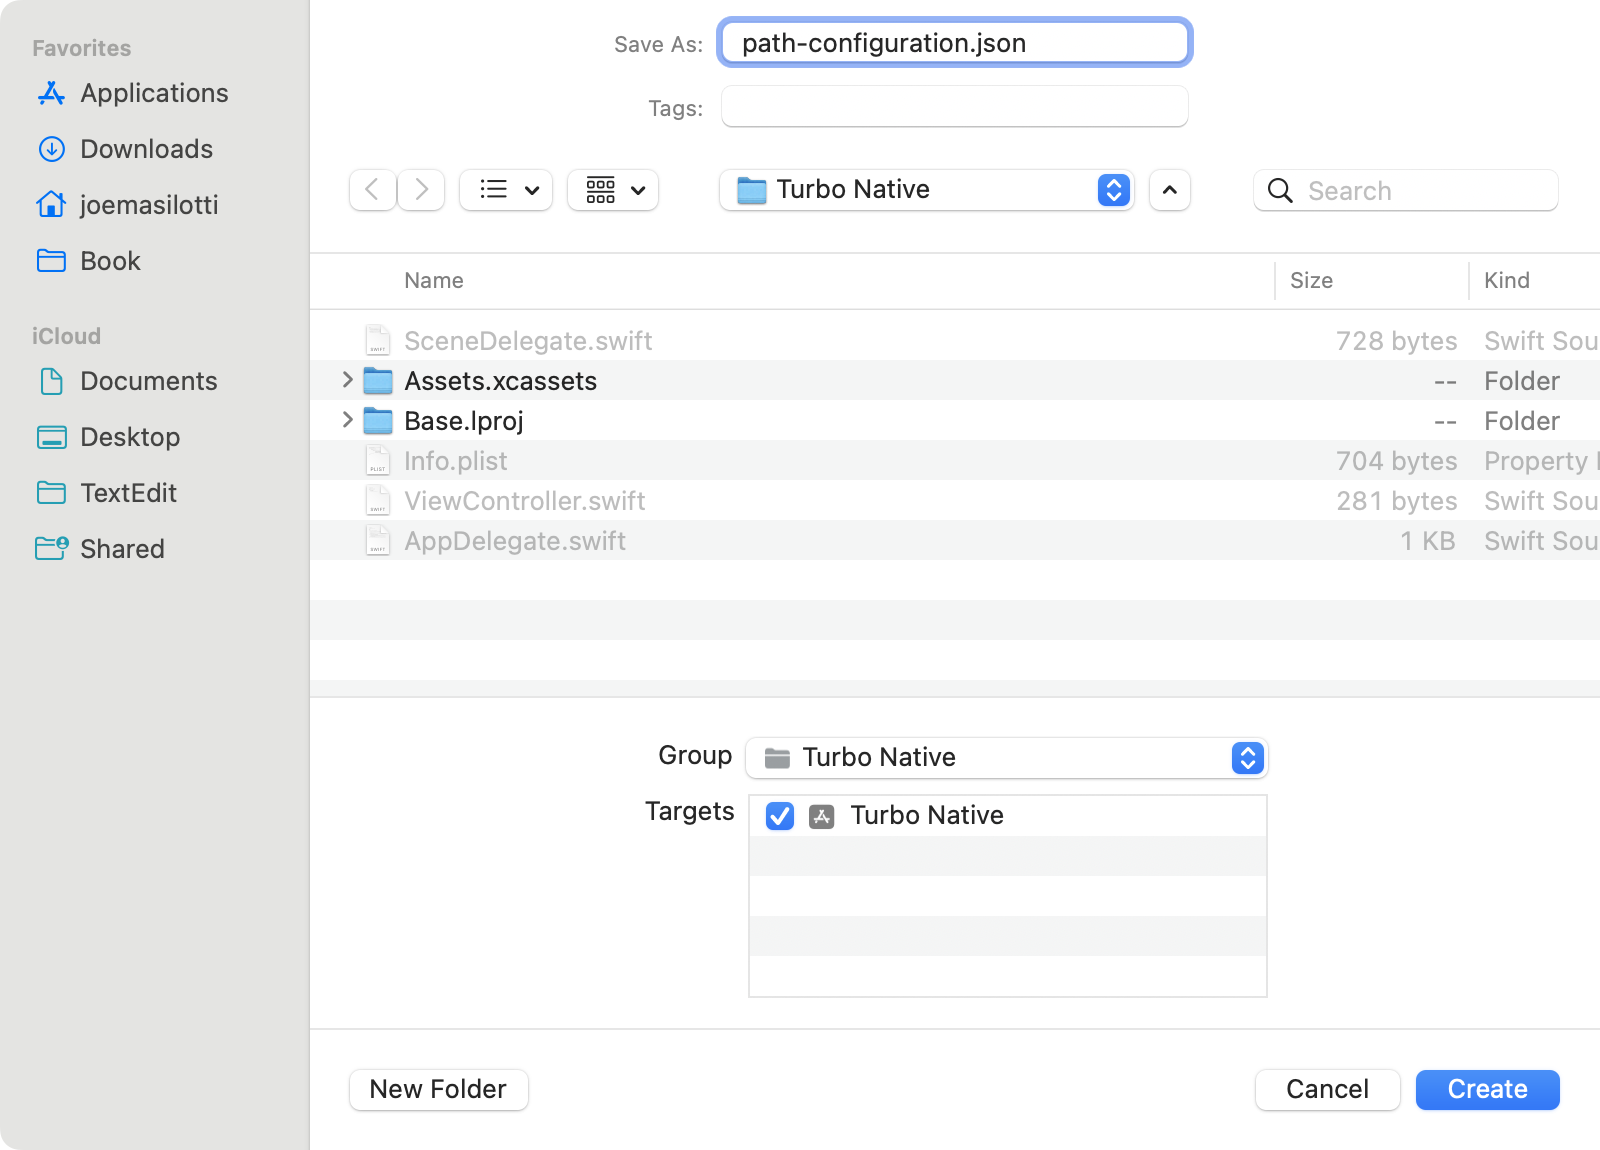 Favorites
Applications
Downloads
joemasilotti
Book
iCloud
Documents
Desktop
TextEdit
Shared
Save As: path-configuration.json
Tags:
Turbo Native
Search
Name Size Kind
SceneDelegate.swift 728 bytes Swift Sou
Assets.xcassets -- Folder
Base.lproj -- Folder
Info.plist 704 bytes Property
ViewController.swift 281 bytes Swift Sou
AppDelegate.swift 1 KB Swift Sou
Group Turbo Native
Targets Turbo Native
New Folder Cancel Create